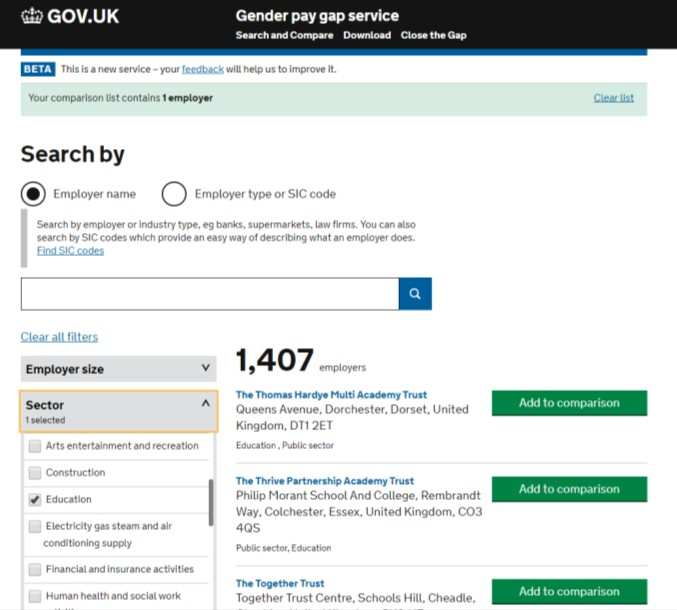 GOV.UK
Gender pay gap service
Search and Compare Download Close the Gap
BETA This is a new service – your feedback will help us to improve it.
Your comparison list contains 1 employer
Clear list
Search by
Employer name
Employer type or SIC code
Search by employer or industry type, eg banks, supermarkets, law firms. You can also
search by SIC codes which provide an easy way of describing what an employer does.
Find SIC codes
Clear all filters
Employer size
Sector
1 selected
Arts entertainment and recreation
Construction
Education
Electricity gas steam and air
conditioning supply
Financial and insurance activities
Human health and social work
1,407 employers
The Thomas Hardye Multi Academy Trust
Queens Avenue, Dorchester, Dorset, United
Kingdom, DT1 2ET
Education , Public sector
Add to comparison
The Thrive Partnership Academy Trust
Philip Morant School And College, Rembrandt
Way, Colchester, Essex, United Kingdom, CO3
4QS
Public sector, Education
Add to comparison
The Together Trust
Together Trust Centre, Schools Hill, Cheadle,
Add to comparison